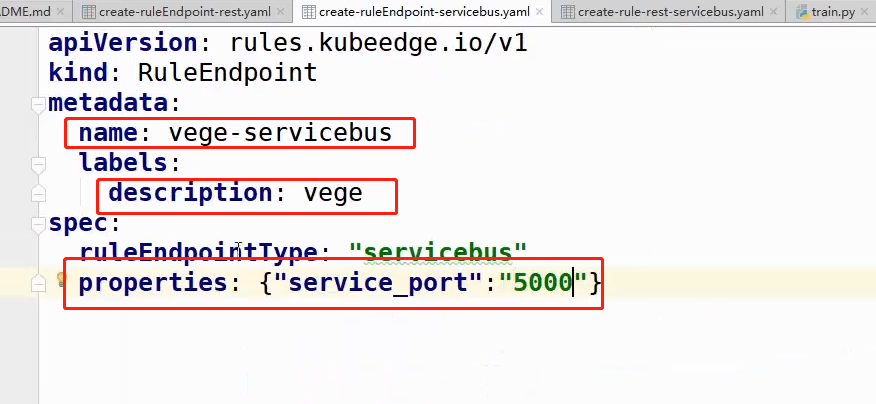 DME.md create-ruleEndpoint-rest.yaml create-ruleEndpoint-servicebus.yaml create-rule-rest-servicebus.yaml train.py
apiVersion: rules.kubeedge.io/v1
kind: RuleEndpoint
metadata:
  name: vege-servicebus
  labels:
    description: vege
spec:
  ruleEndpointType: "servicebus"
  properties: {"service_port":"5000"}